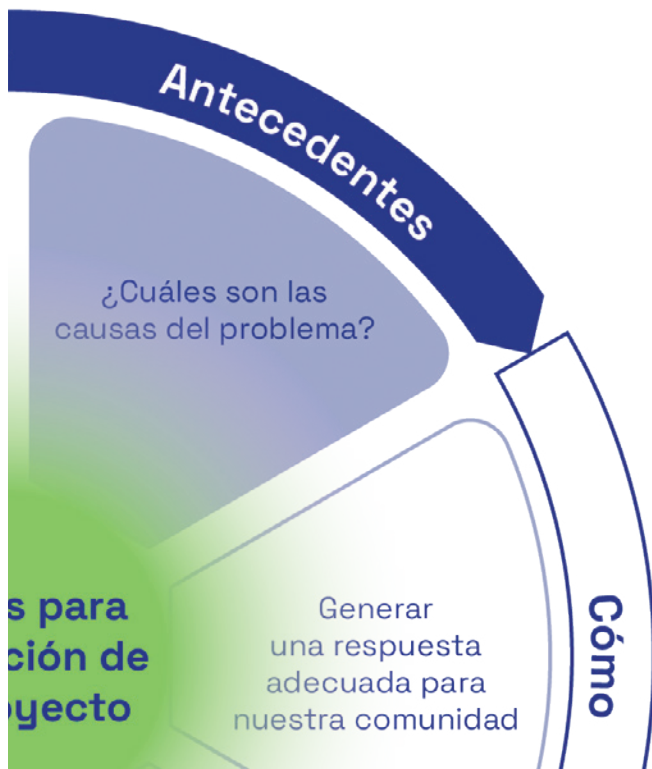 Antecedentes
¿Cuáles son las
causas del problema?
s para
ción de
oyecto
Generar
una respuesta
adecuada para
nuestra comunidad
Cómo